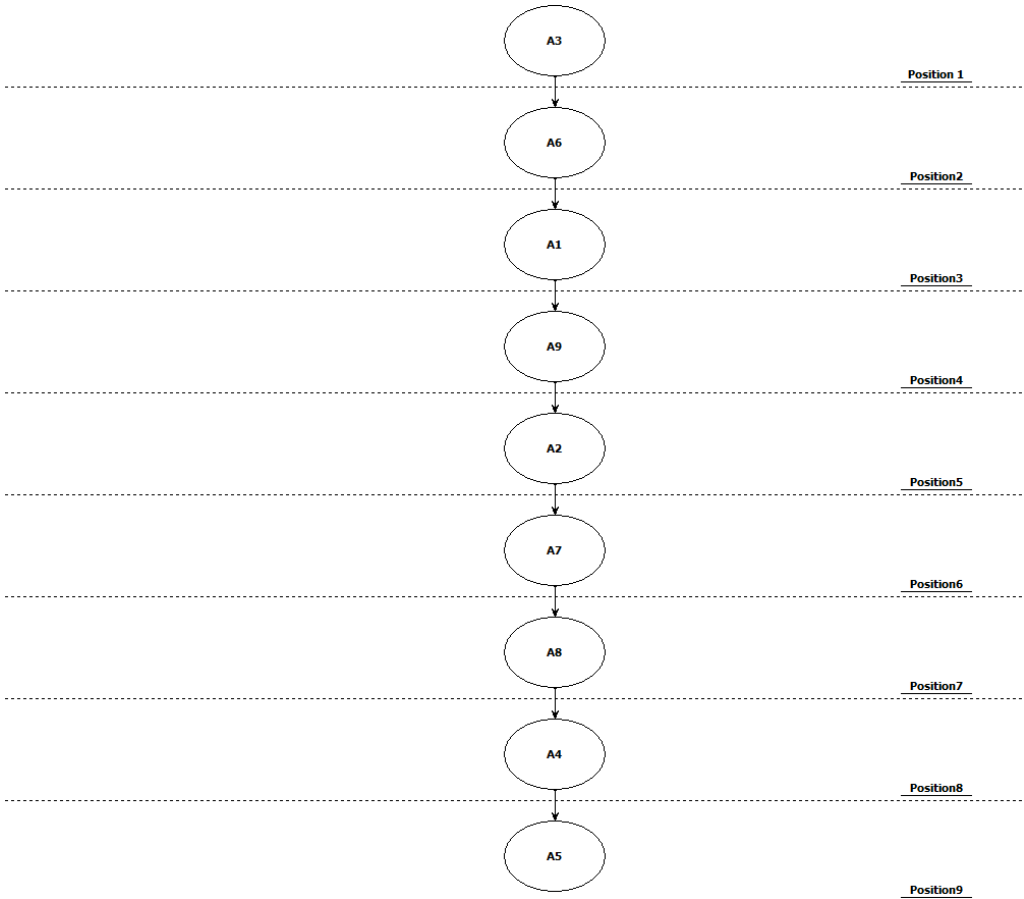 A3
Position 1
A6
Position2
A1
Position3
A9
Position4
A2
Position5
A7
Position6
A8
Position7
A4
Position8
A5
Position9